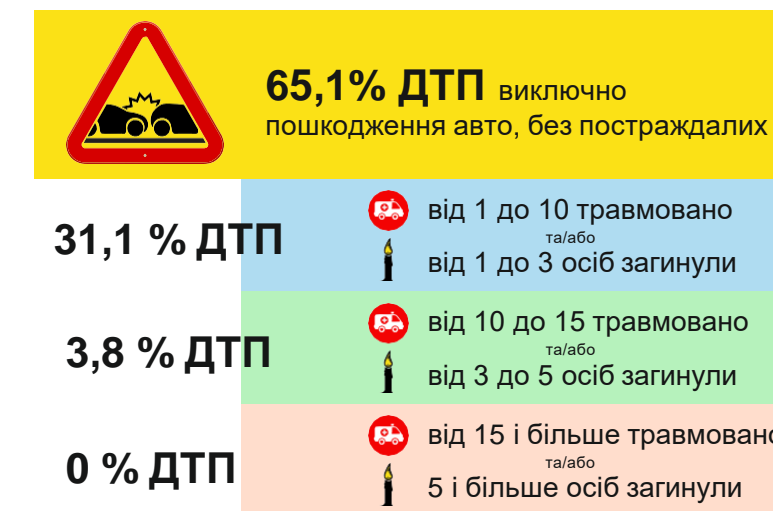 65,1% ДТП виключно
пошкодження авто, без постраждалих
31,1 % ДТП
від 1 до 10 травмовано
та/або
від 1 до 3 осіб загинули
3,8 % ДТП
від 10 до 15 травмовано
та/або
від 3 до 5 осіб загинули
0 % ДТП
від 15 і більше травмовано
та/або
5 і більше осіб загинули